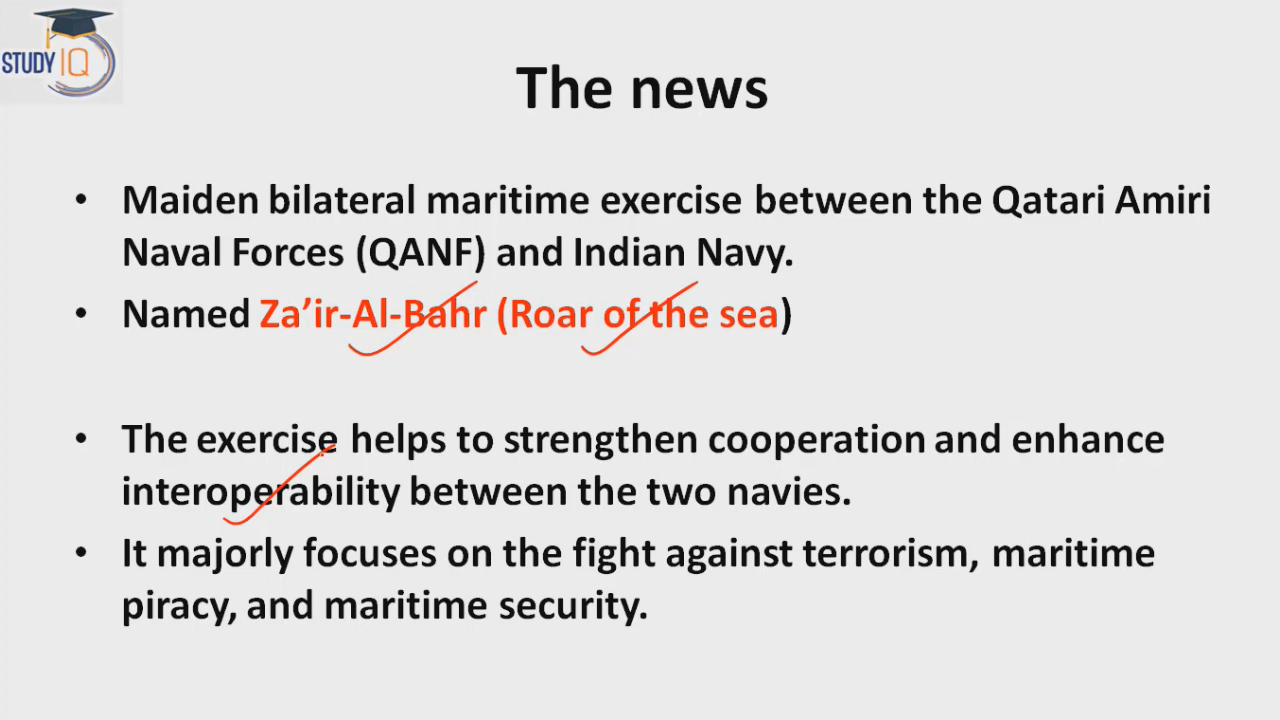 STUDY IQ
The news
• Maiden bilateral maritime exercise between the Qatari Amiri
Naval Forces (QANF) and Indian Navy.
• Named Za’ir-Al-Bahr (Roar of the sea)
• The exercise helps to strengthen cooperation and enhance
interoperability between the two navies.
• It majorly focuses on the fight against terrorism, maritime
piracy, and maritime security.